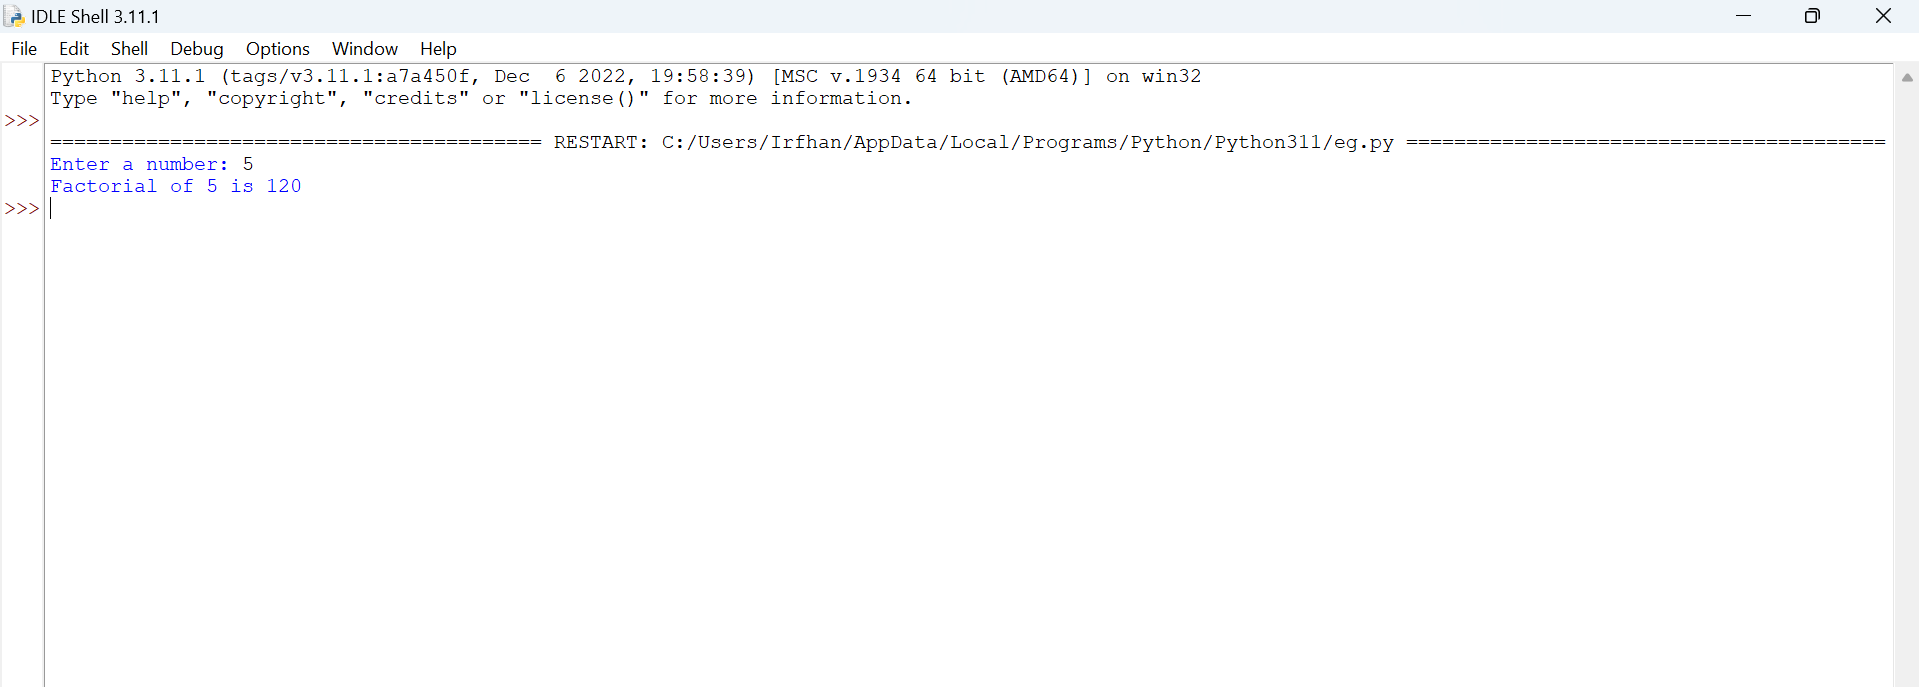 IDLE Shell 3.11.1
File Edit Shell Debug Options Window Help
Python 3.11.1 (tags/v3.11.1:a7a450f, Dec  6 2022, 19:58:39) [MSC v.1934 64 bit (AMD64)] on win32
Type "help", "copyright", "credits" or "license()" for more information.
>>>
========================================= RESTART: C:/Users/Irfhan/AppData/Local/Programs/Python/Python311/eg.py ========================================
Enter a number: 5
Factorial of 5 is 120
>>>